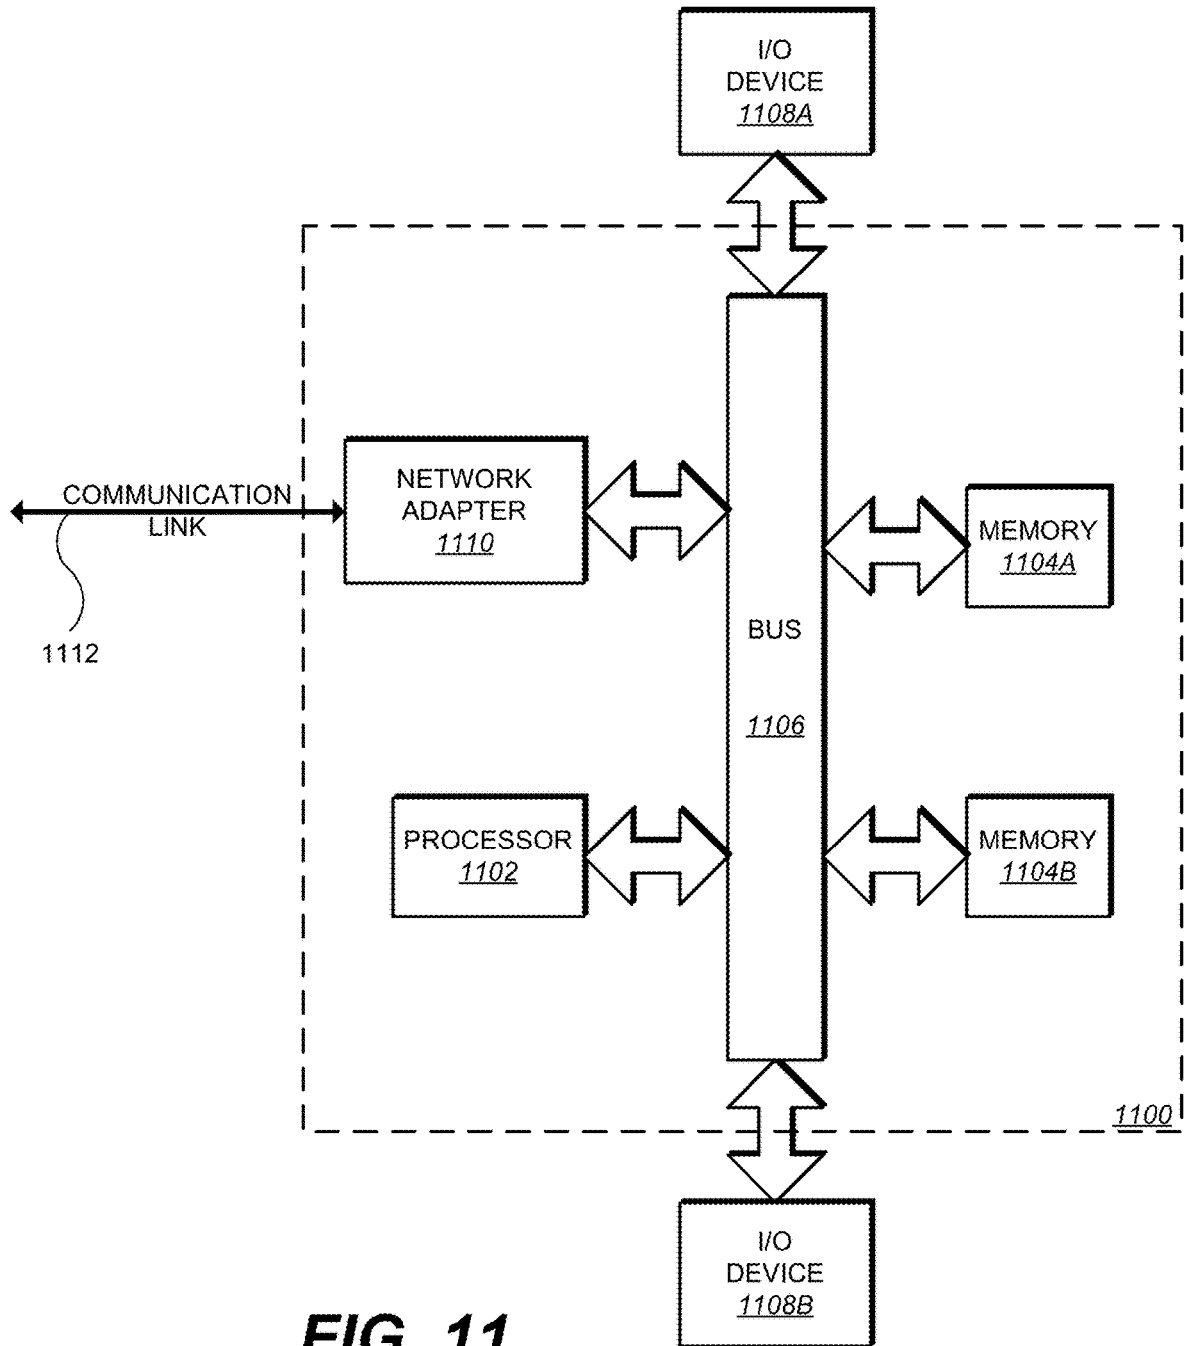 I/O
DEVICE
1108A
COMMUNICATION
LINK
1112
NETWORK
ADAPTER
1110
MEMORY
1104A
BUS
1106
PROCESSOR
1102
MEMORY
1104B
1100
I/O
DEVICE
1108B
FIG. 11